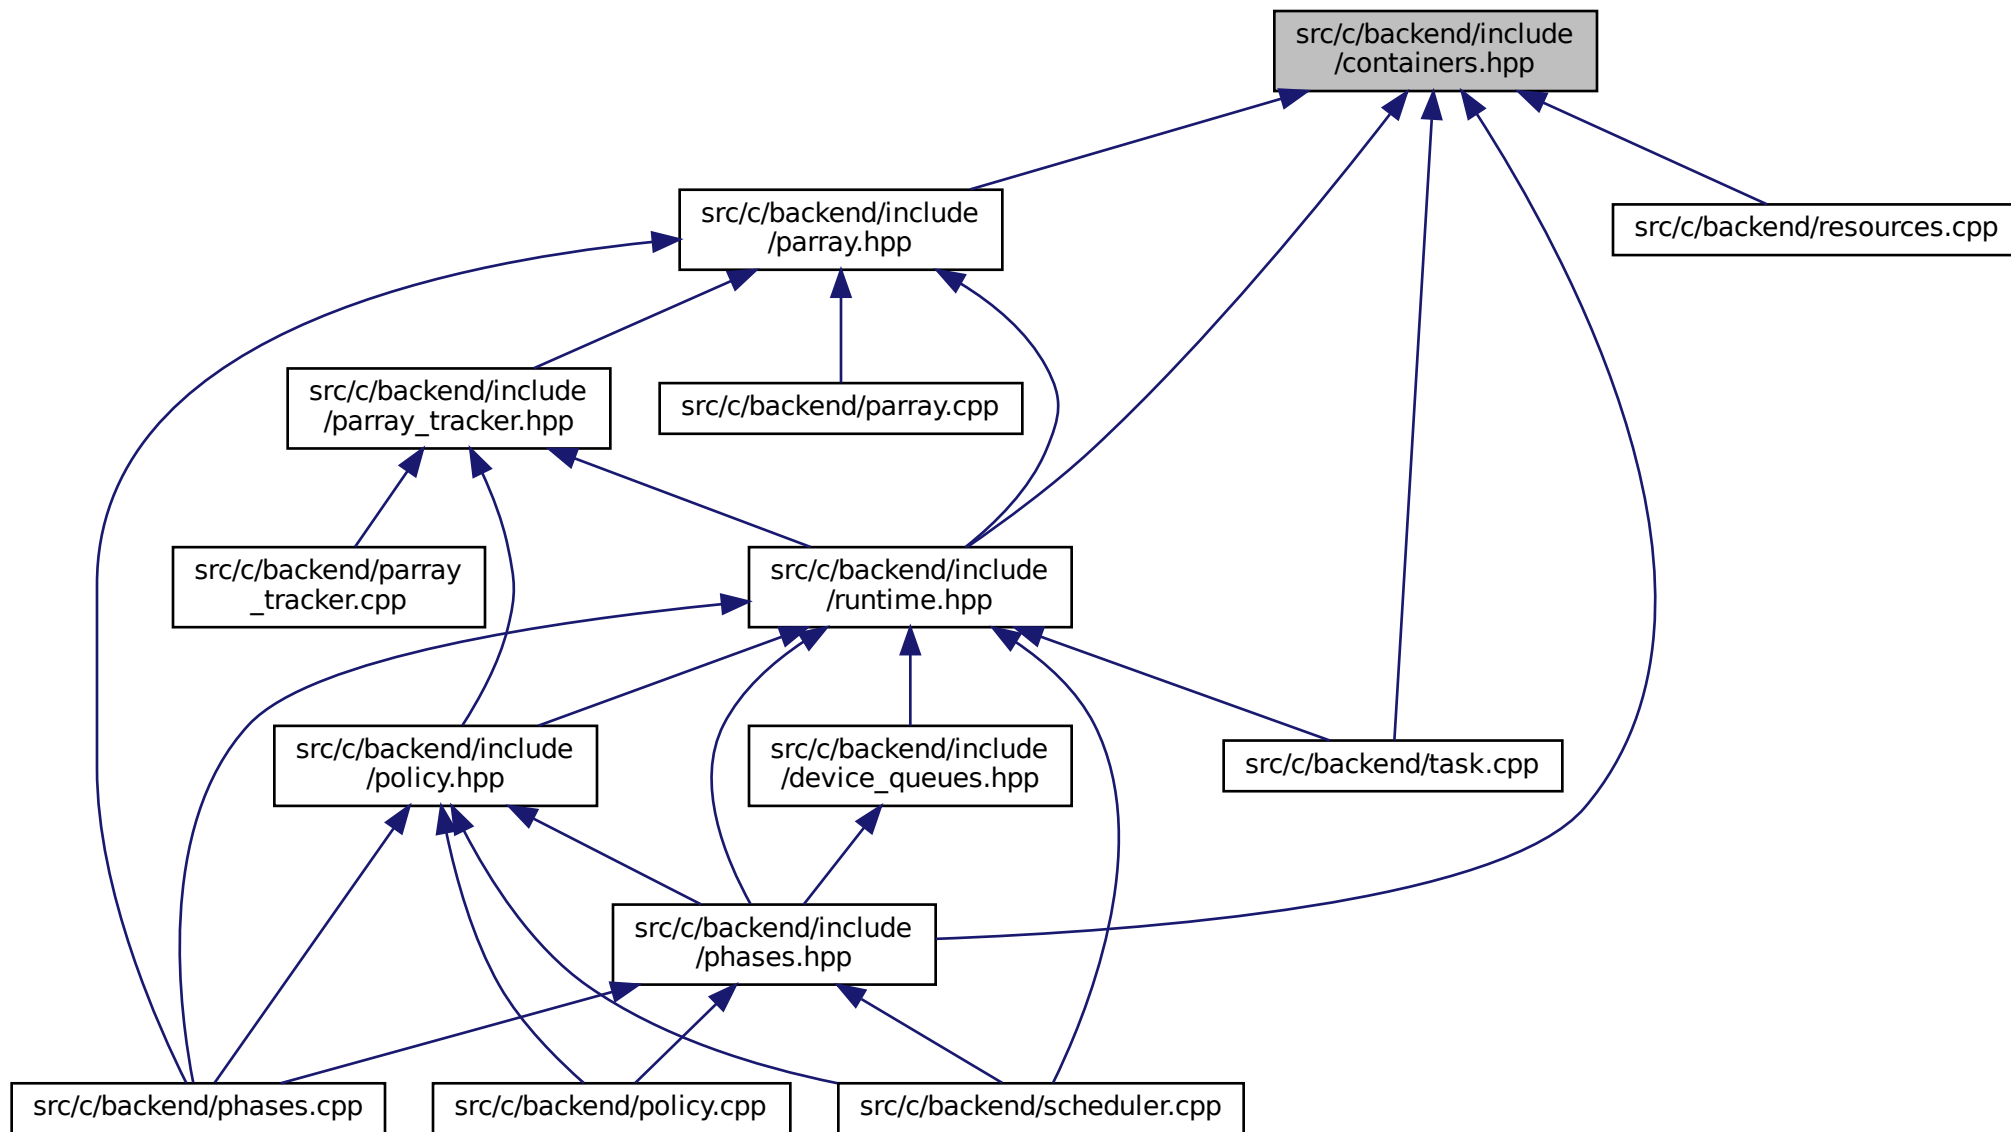 src/c/backend/include
/containers.hpp
src/c/backend/include
/parray.hpp
src/c/backend/resources.cpp
src/c/backend/include
/parray_tracker.hpp
src/c/backend/parray.cpp
src/c/backend/parray
_tracker.cpp
src/c/backend/include
/runtime.hpp
src/c/backend/include
/policy.hpp
src/c/backend/include
/device_queues.hpp
src/c/backend/task.cpp
src/c/backend/include
/phases.hpp
src/c/backend/phases.cpp
src/c/backend/policy.cpp
src/c/backend/scheduler.cpp